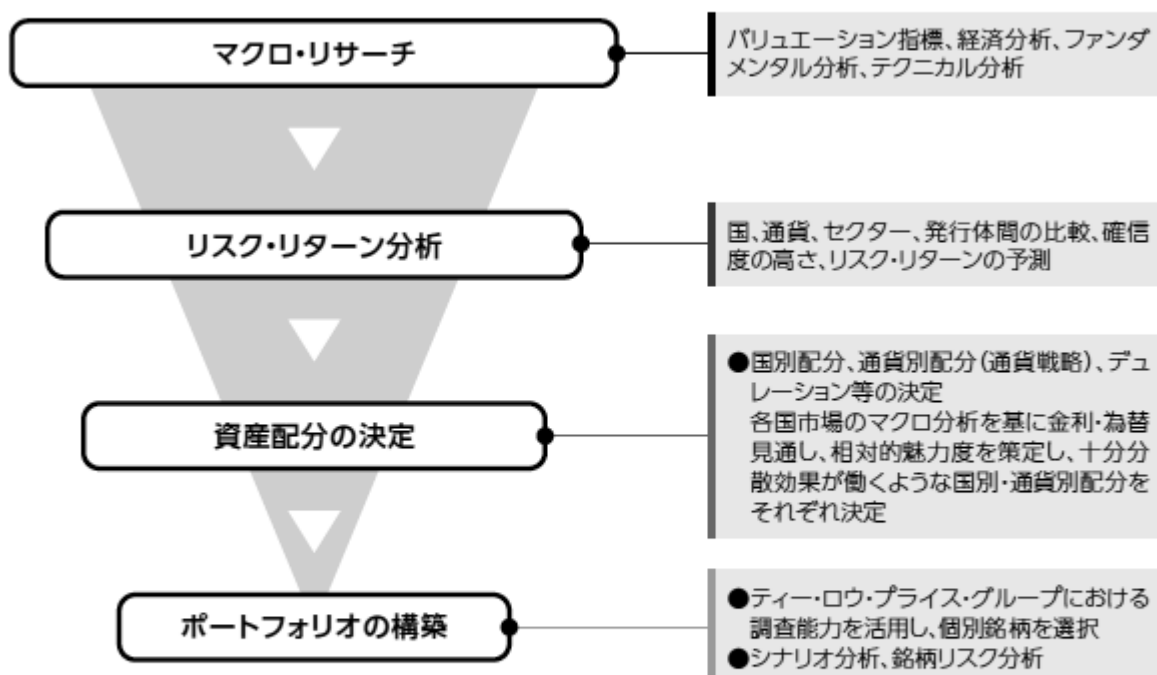 マクロ・リサーチ
バリュエーション指標、経済分析、ファンダ
メンタル分析、テクニカル分析
リスク・リターン分析
国、通貨、セクター、発行体間の比較、確信
度の高さ、リスク・リターンの予測
資産配分の決定
●国別配分、通貨別配分（通貨戦略）、デュ
レーション等の決定
各国市場のマクロ分析を基に金利・為替
見通し、相対的魅力度を策定し、十分分
散効果が働くような国別・通貨別配分を
それぞれ決定
ポートフォリオの構築
●ティー・ロウ・プライス・グループにおける
調査能力を活用し、個別銘柄を選択
●シナリオ分析、銘柄リスク分析